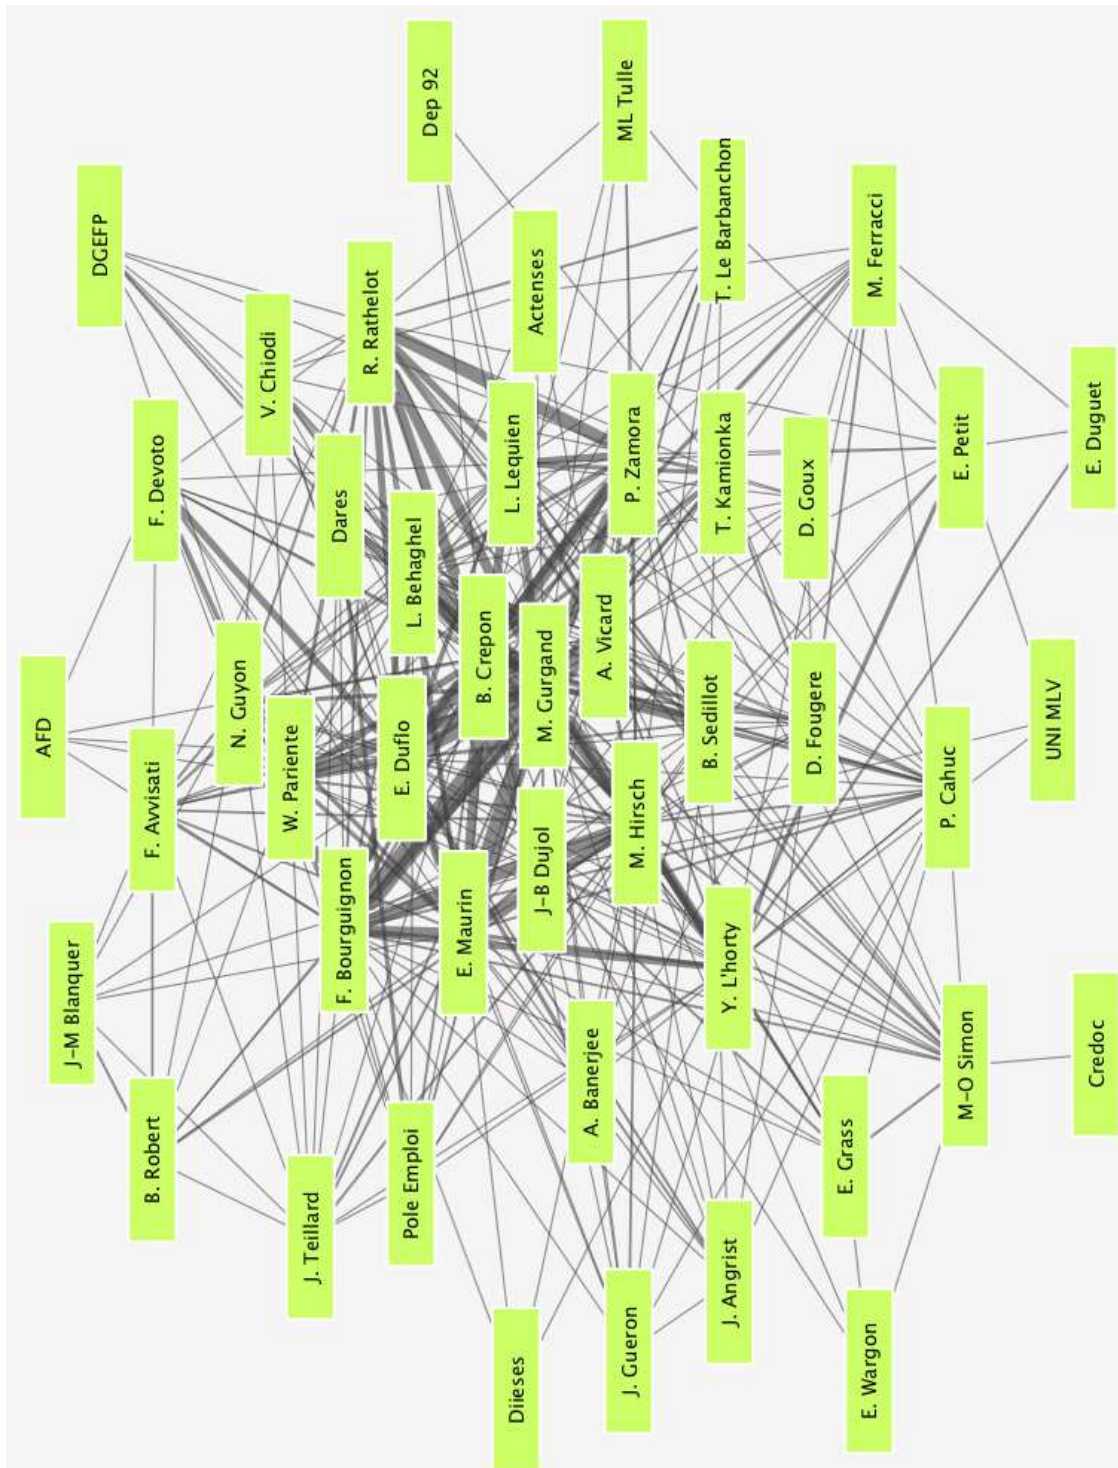 AFD
DGEFP
J-M Blanquer
F. Avvisati
F. Devoto
B. Robert
N. Guyon
V. Chiodi
W. Pariente
J. Teillard
F. Bourguignon
Dares
R. Rathelot
Pole Emploi
E. Duflo
L. Behaghel
Dep 92
E. Maurin
B. Crepon
L. Lequien
Actenses
Diieses
J-B Dujol
M. Gurgand
A. Banerjee
A. Vicard
J. Gueron
M. Hirsch
P. Zamora
ML Tulle
J. Angrist
Y. L'horty
B. Sedillot
T. Kamionka
T. Le Barbanchon
D. Fougere
D. Goux
E. Grass
E. Wargon
M. Ferracci
P. Cahuc
E. Petit
M-O Simon
UNI MLV
Credoc
E. Duguet